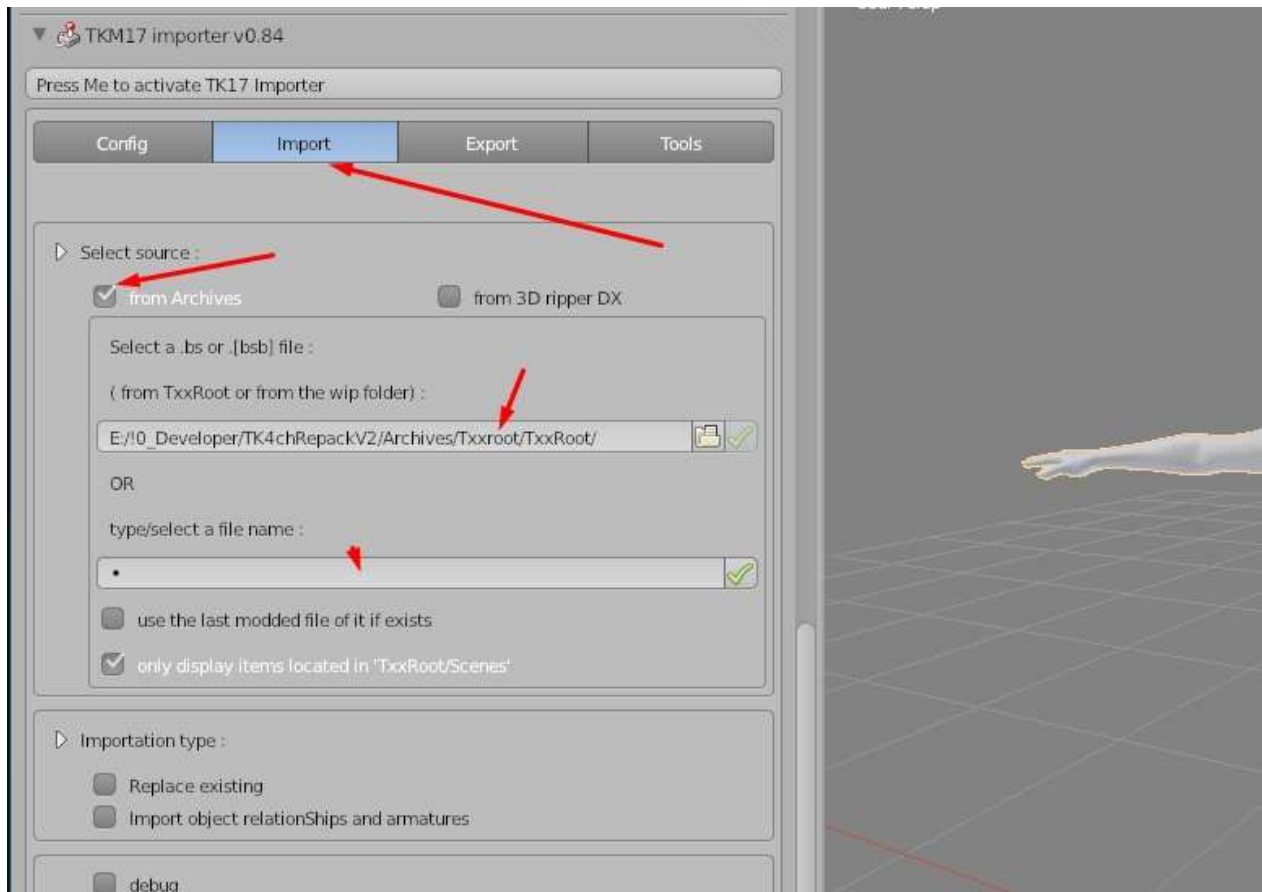 TKM17 importer v0.84
Press Me to activate TK17 Importer
Config Import Export Tools
Select source :
from Archives from 3D ripper DX
Select a .bs or .[bsb] file :
( from TxxRoot or from the wip folder) :
E:/!0_Developer/TK4chRepackV2/Archives/Txxroot/TxxRoot/
OR
type/select a file name :
•
use the last modded file of it if exists
only display items located in 'TxxRoot/Scenes'
Importation type :
Replace existing
Import object relationShips and armatures
debug